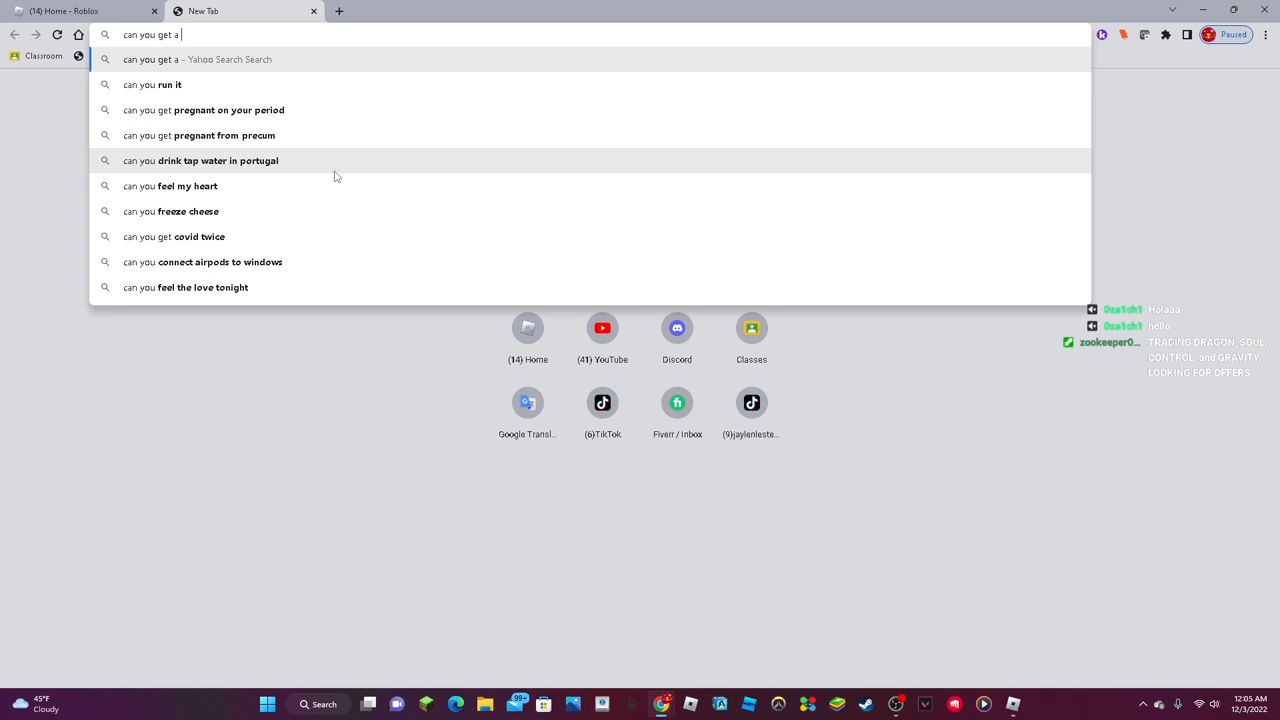 (14) Home - Roblox
New Tab
can you get a
Paused
Classroom
can you get a - Yahoo Search Search
can you run it
can you get pregnant on your period
can you get pregnant from precum
can you drink tap water in portugal
can you feel my heart
can you freeze cheese
can you get covid twice
can you connect airpods to windows
can you feel the love tonight
0za1ch1 Holaaa
0za1ch1 hello
zookeeper0... TRADING DRAGON, SOUL,
CONTROL, and GRAVITY,
LOOKING FOR OFFERS
(14) Home
(41) YouTube
Discord
Classes
Google Transl...
(6)TikTok
Fiverr / Inbox
(9)jaylenleste...
45°F
Cloudy
Search
99+
12:05 AM
12/3/2022